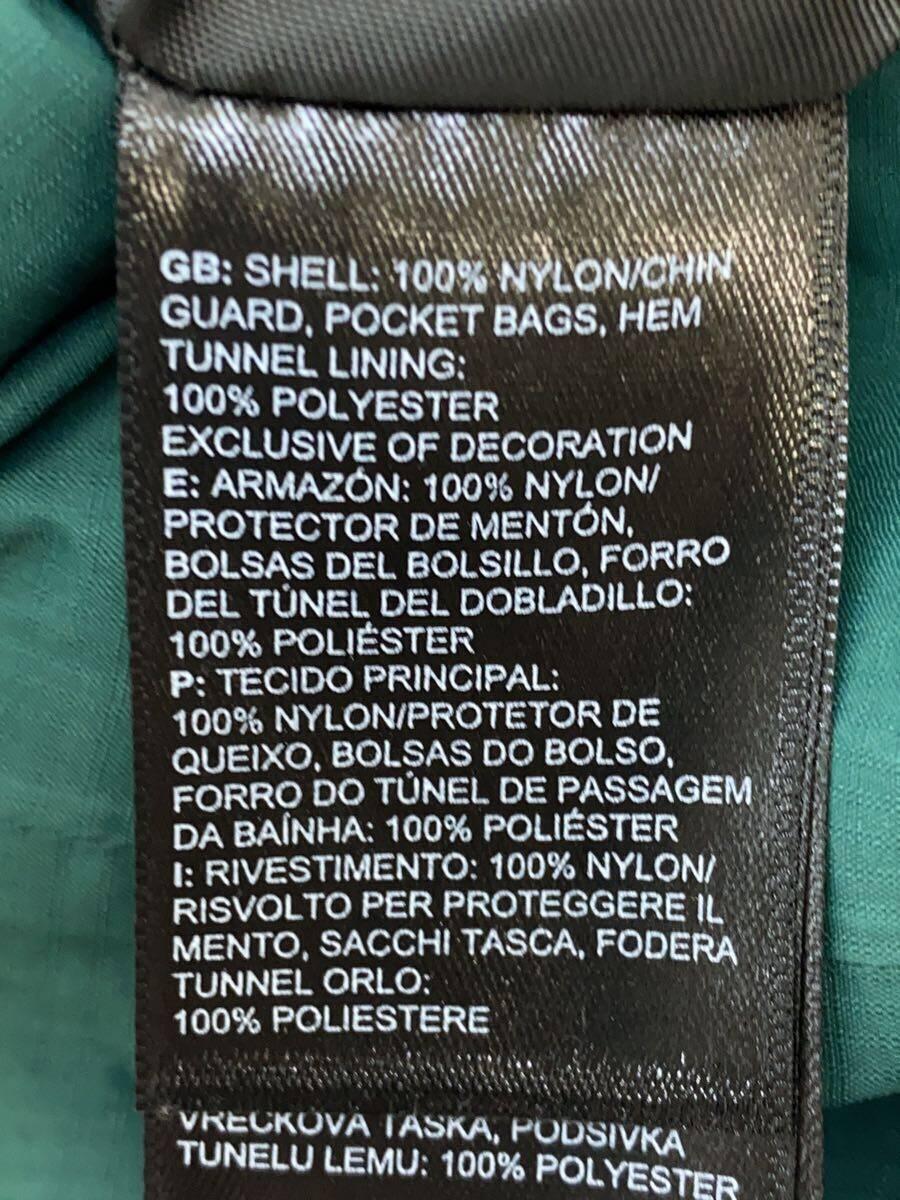 GB: SHELL: 100% NYLON/CHIN
GUARD, POCKET BAGS, HEM
TUNNEL LINING:
100% POLYESTER
EXCLUSIVE OF DECORATION
E: ARMAZÓN: 100% NYLON/
PROTECTOR DE MENTÓN,
BOLSAS DEL BOLSILLO, FORRO
DEL TÚNEL DEL DOBLADILLO:
100% POLIÉSTER
P: TECIDO PRINCIPAL:
100% NYLON/PROTETOR DE
QUEIXO, BOLSAS DO BOLSO,
FORRO DO TÚNEL DE PASSAGEM
DA BAÍNHA: 100% POLIÉSTER
I: RIVESTIMENTO: 100% NYLON/
RISVOLTO PER PROTEGGERE IL
MENTO, SACCHI TASCA, FODERA
TUNNEL ORLO:
100% POLIESTERE
VRECKOVÁ TAŠKA, PODŠÍVKA
TUNELU LEMU: 100% POLYESTER